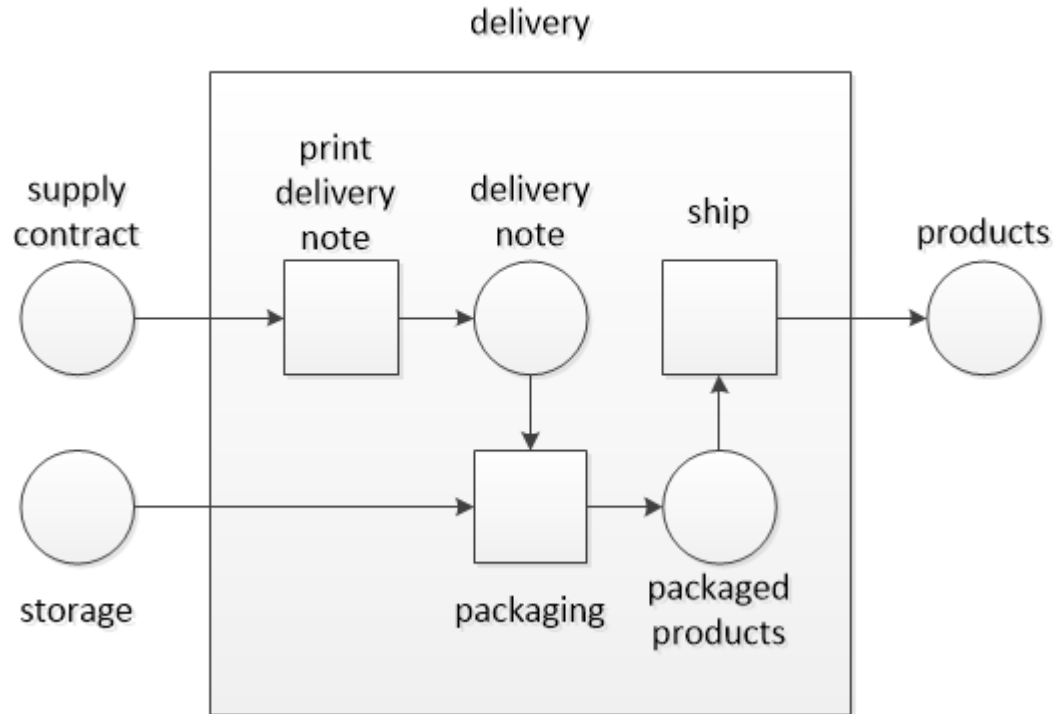 delivery
print
delivery
note
supply
contract
delivery
note
ship
products
storage
packaging
packaged
products